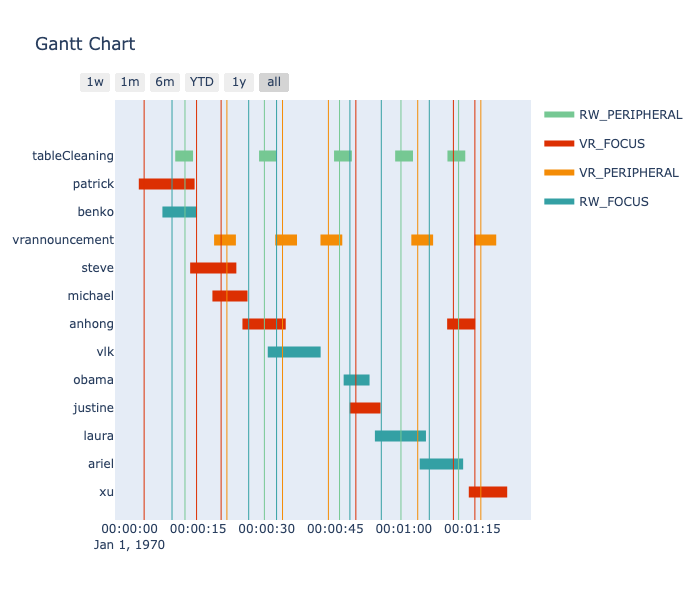 Gantt Chart
1w 1m 6m YTD 1y all
RW_PERIPHERAL
VR_FOCUS
VR_PERIPHERAL
RW_FOCUS
tableCleaning
patrick
benko
vrannouncement
steve
michael
anhong
vlk
obama
justine
laura
ariel
xu
00:00:00 00:00:15 00:00:30 00:00:45 00:01:00 00:01:15
Jan 1, 1970